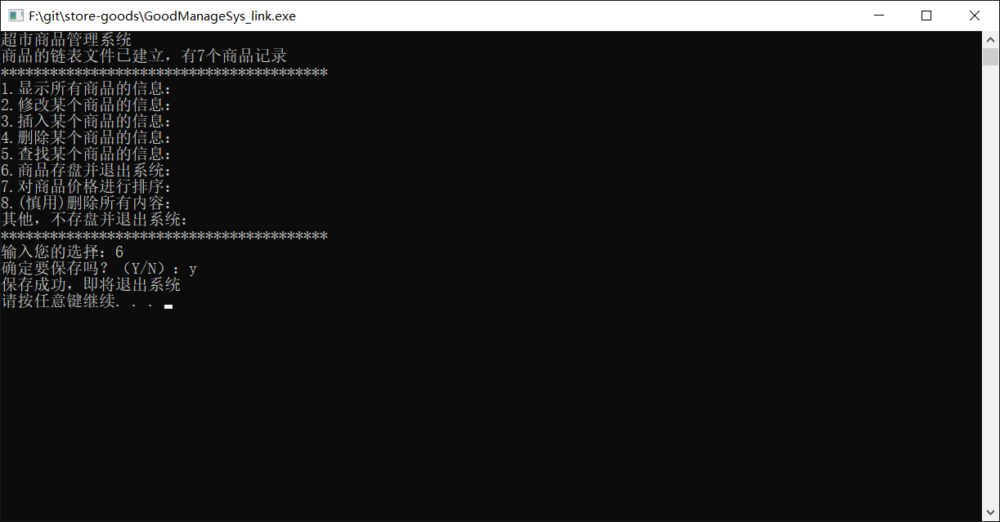 F:\git\store-goods\GoodManageSys_link.exe
超市商品管理系统
商品的链表文件已建立，有7个商品记录
****************************************
1.显示所有商品的信息：
2.修改某个商品的信息：
3.插入某个商品的信息：
4.删除某个商品的信息：
5.查找某个商品的信息：
6.商品存盘并退出系统：
7.对商品价格进行排序：
8.(慎用)删除所有内容：
其他，不存盘并退出系统：
****************************************
输入您的选择：6
确定要保存吗？（Y/N）：y
保存成功，即将退出系统
请按任意键继续. . .